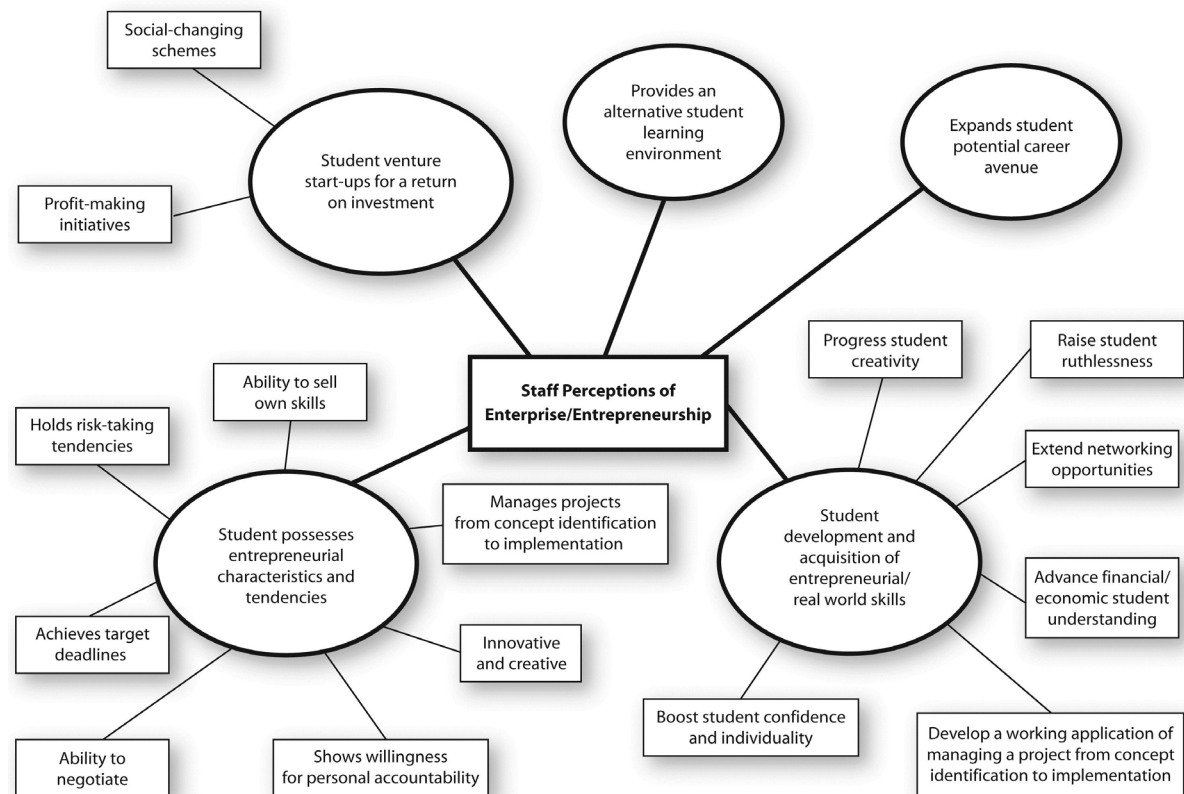 Social-changing
schemes
Profit-making
initiatives
Student venture
start-ups for a return
on investment
Provides an
alternative student
learning
environment
Expands student
potential career
avenue
Staff Perceptions of
Enterprise/Entrepreneurship
Ability to sell
own skills
Holds risk-taking
tendencies
Manages projects
from concept identification
to implementation
Student possesses
entrepreneurial
characteristics and
tendencies
Achieves target
deadlines
Innovative
and creative
Ability to
negotiate
Shows willingness
for personal accountability
Progress student
creativity
Raise student
ruthlessness
Extend networking
opportunities
Student
development and
acquisition of
entrepreneurial/
real world skills
Advance financial/
economic student
understanding
Boost student confidence
and individuality
Develop a working application of
managing a project from concept
identification to implementation